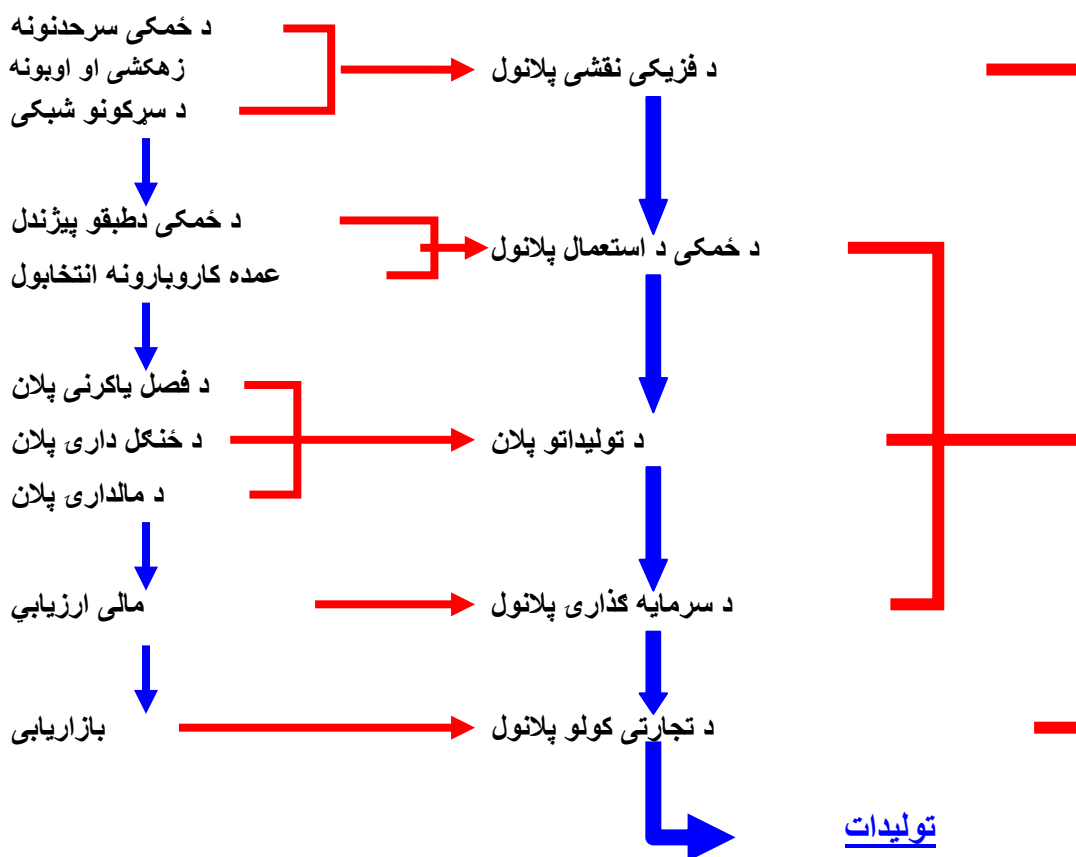 د ځمکی سرحدنونه
زهکشی او اوبونه
د سړکونو شبکی
د فزیکی نقشی پلانول
د ځمکی دطبقو پیژندل
عمده کاروبارونه انتخابول
د ځمکی د استعمال پلانول
د فصل یاکرنی پلان
د ځنګل داری پلان
د مالداری پلان
د تولیداتو پلان
مالی ارزیابي
د سرمایه ګذاری پلانول
بازاریابی
د تجارتی کولو پلانول
تولیدات